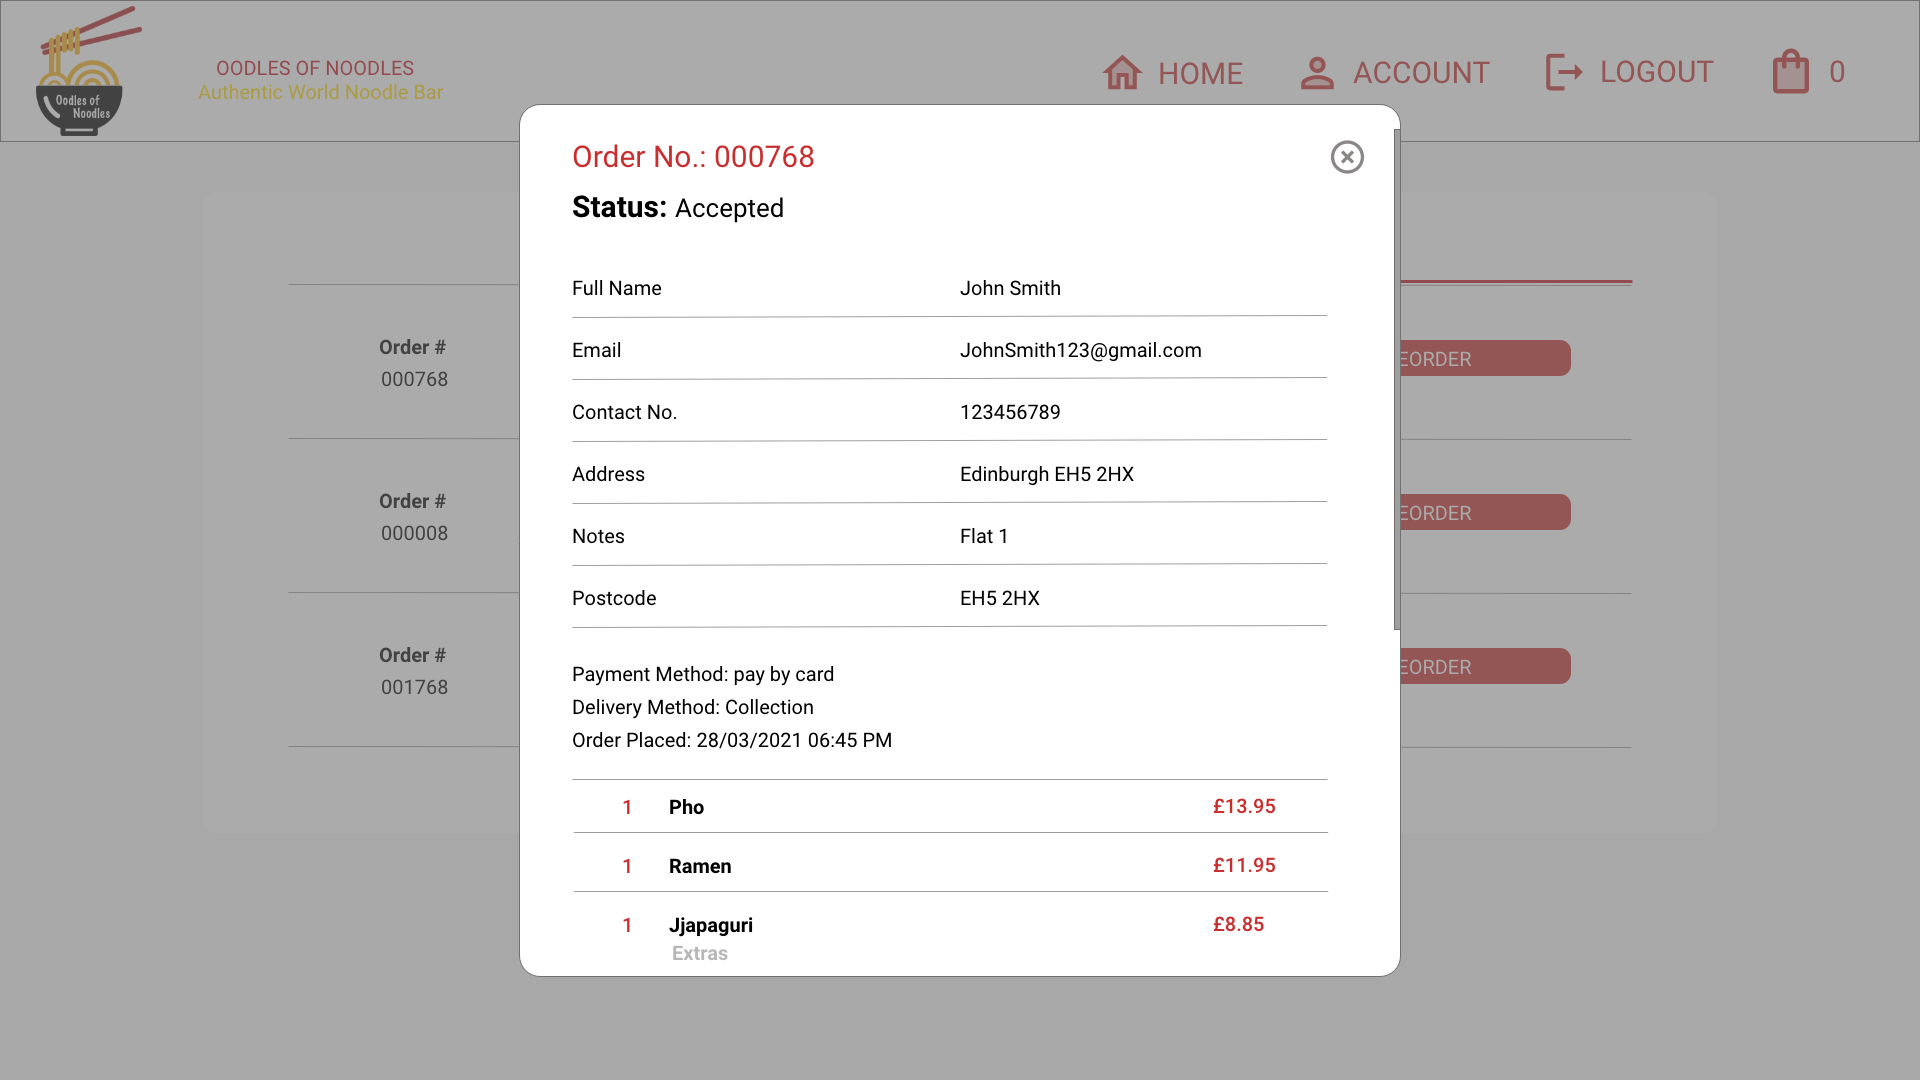 Oodles of
Noodles
OODLES OF NOODLES
Authentic World Noodle Bar
HOME
ACCOUNT
LOGOUT
0
Order No.: 000768
Status: Accepted
Full Name John Smith
Email JohnSmith123@gmail.com
Contact No. 123456789
Address Edinburgh EH5 2HX
Notes Flat 1
Postcode EH5 2HX
Payment Method: pay by card
Delivery Method: Collection
Order Placed: 28/03/2021 06:45 PM
1 Pho £13.95
1 Ramen £11.95
1 Jjapaguri £8.85
Extras
Order #
000768
EORDER
Order #
000008
EORDER
Order #
001768
EORDER